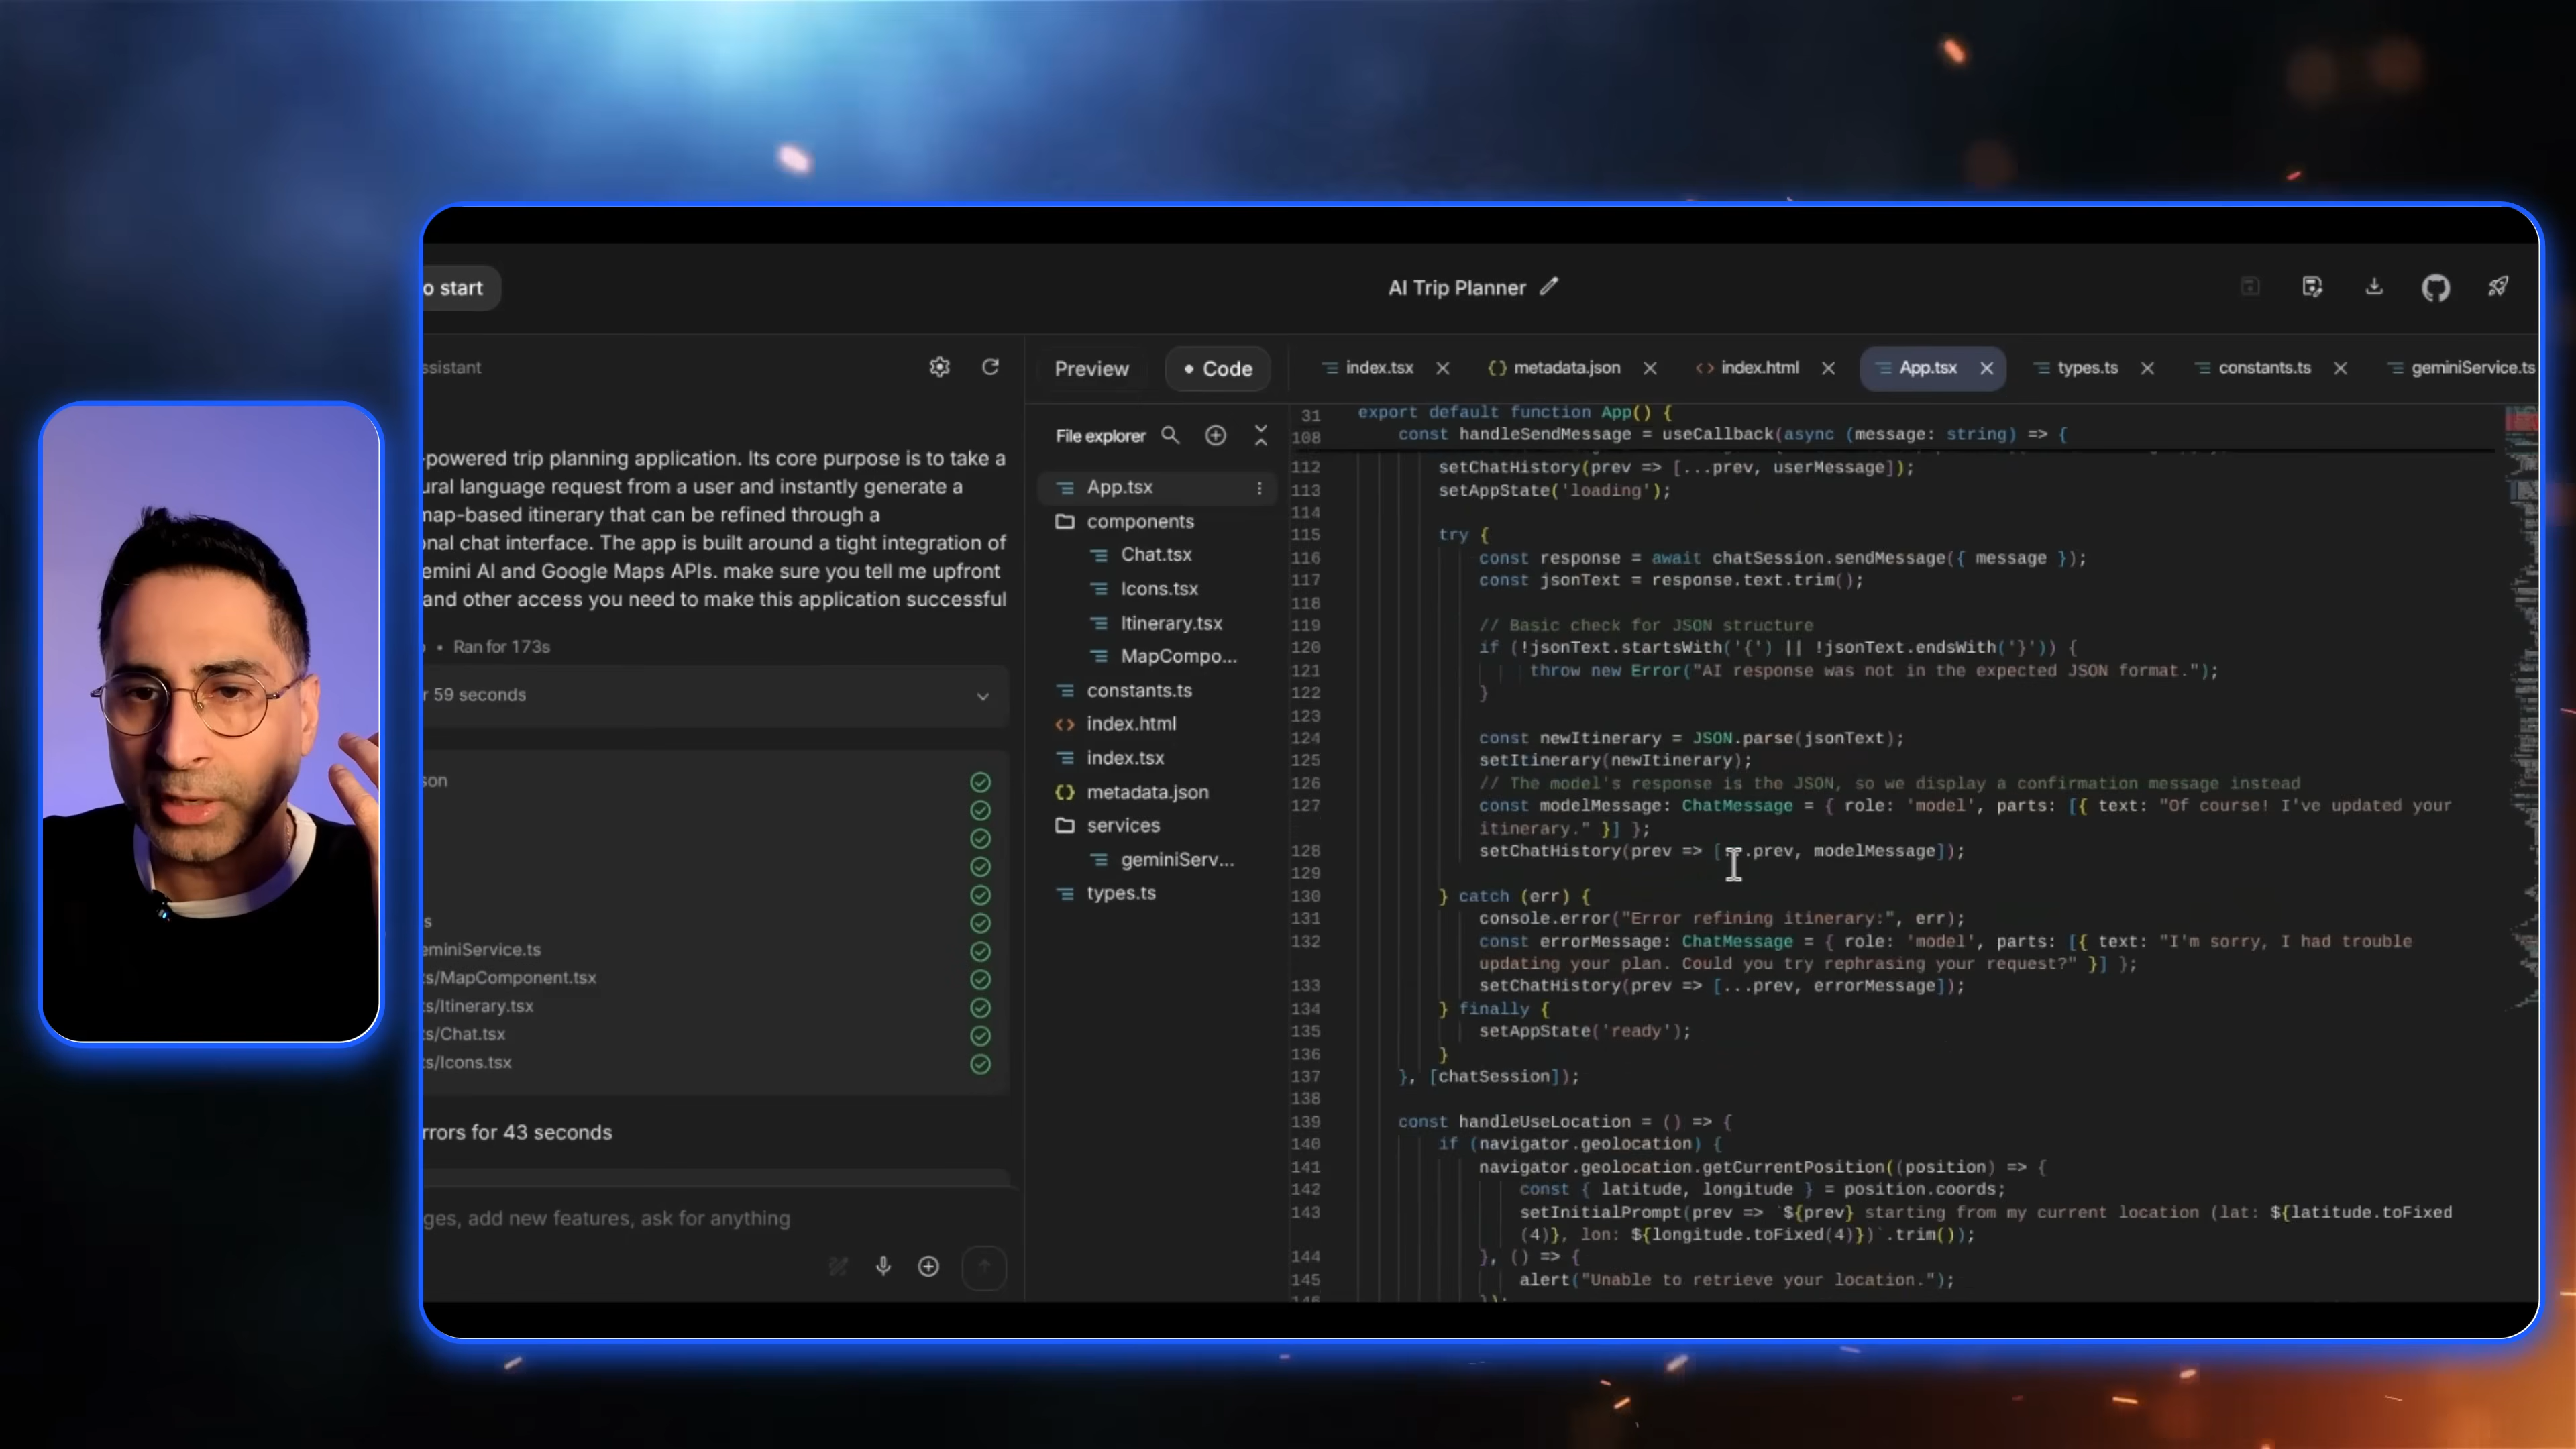 o start
AI Trip Planner
ssistant
-powered trip planning application. Its core purpose is to take a
ural language request from a user and instantly generate a
map-based itinerary that can be refined through a
nal chat interface. The app is built around a tight integration of
emini AI and Google Maps APIs. make sure you tell me upfront
and other access you need to make this application successful
• Ran for 173s
r 59 seconds
son
s
eminiService.ts
ts/MapComponent.tsx
ts/Itinerary.tsx
ts/Chat.tsx
ts/Icons.tsx
rrors for 43 seconds
ges, add new features, ask for anything
Preview
Code
index.tsx
metadata.json
index.html
App.tsx
types.ts
constants.ts
geminiService.ts
File explorer
App.tsx
components
Chat.tsx
Icons.tsx
Itinerary.tsx
MapCompo...
constants.ts
index.html
index.tsx
metadata.json
services
geminiServ...
types.ts
31 export default function App() {
108 const handleSendMessage = useCallback(async (message: string) => {
112 setChatHistory(prev => [...prev, userMessage]);
113 setAppState('loading');
114
115 try {
116 const response = await chatSession.sendMessage({ message });
117 const jsonText = response.text.trim();
118
119 // Basic check for JSON structure
120 if (!jsonText.startsWith('{') || !jsonText.endsWith('}')) {
121 throw new Error("AI response was not in the expected JSON format.");
122 }
123
124 const newItinerary = JSON.parse(jsonText);
125 setItinerary(newItinerary);
126 // The model's response is the JSON, so we display a confirmation message instead
127 const modelMessage: ChatMessage = { role: 'model', parts: [{ text: "Of course! I've updated your
itinerary." }] };
128 setChatHistory(prev => [...prev, modelMessage]);
129
130 } catch (err) {
131 console.error("Error refining itinerary:", err);
132 const errorMessage: ChatMessage = { role: 'model', parts: [{ text: "I'm sorry, I had trouble
updating your plan. Could you try rephrasing your request?" }] };
133 setChatHistory(prev => [...prev, errorMessage]);
134 } finally {
135 setAppState('ready');
136 }
137 }, [chatSession]);
138
139 const handleUseLocation = () => {
140 if (navigator.geolocation) {
141 navigator.geolocation.getCurrentPosition((position) => {
142 const { latitude, longitude } = position.coords;
143 setInitialPrompt(prev => `${prev} starting from my current location (lat: ${latitude.toFixed
(4)}, lon: ${longitude.toFixed(4)})`.trim());
144 }, () => {
145 alert("Unable to retrieve your location.");